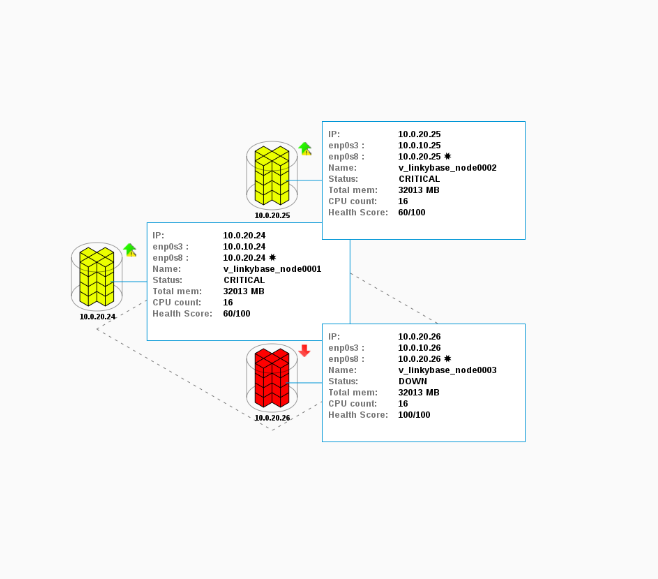 IP: 10.0.20.25
enp0s3 : 10.0.10.25
enp0s8 : 10.0.20.25 ✸
Name: v_linkybase_node0002
Status: CRITICAL
Total mem: 32013 MB
CPU count: 16
Health Score: 60/100
10.0.20.25
IP: 10.0.20.24
enp0s3 : 10.0.10.24
enp0s8 : 10.0.20.24 ✸
Name: v_linkybase_node0001
Status: CRITICAL
Total mem: 32013 MB
CPU count: 16
Health Score: 60/100
10.0.20.24
IP: 10.0.20.26
enp0s3 : 10.0.10.26
enp0s8 : 10.0.20.26 ✸
Name: v_linkybase_node0003
Status: DOWN
Total mem: 32013 MB
CPU count: 16
Health Score: 100/100
10.0.20.26